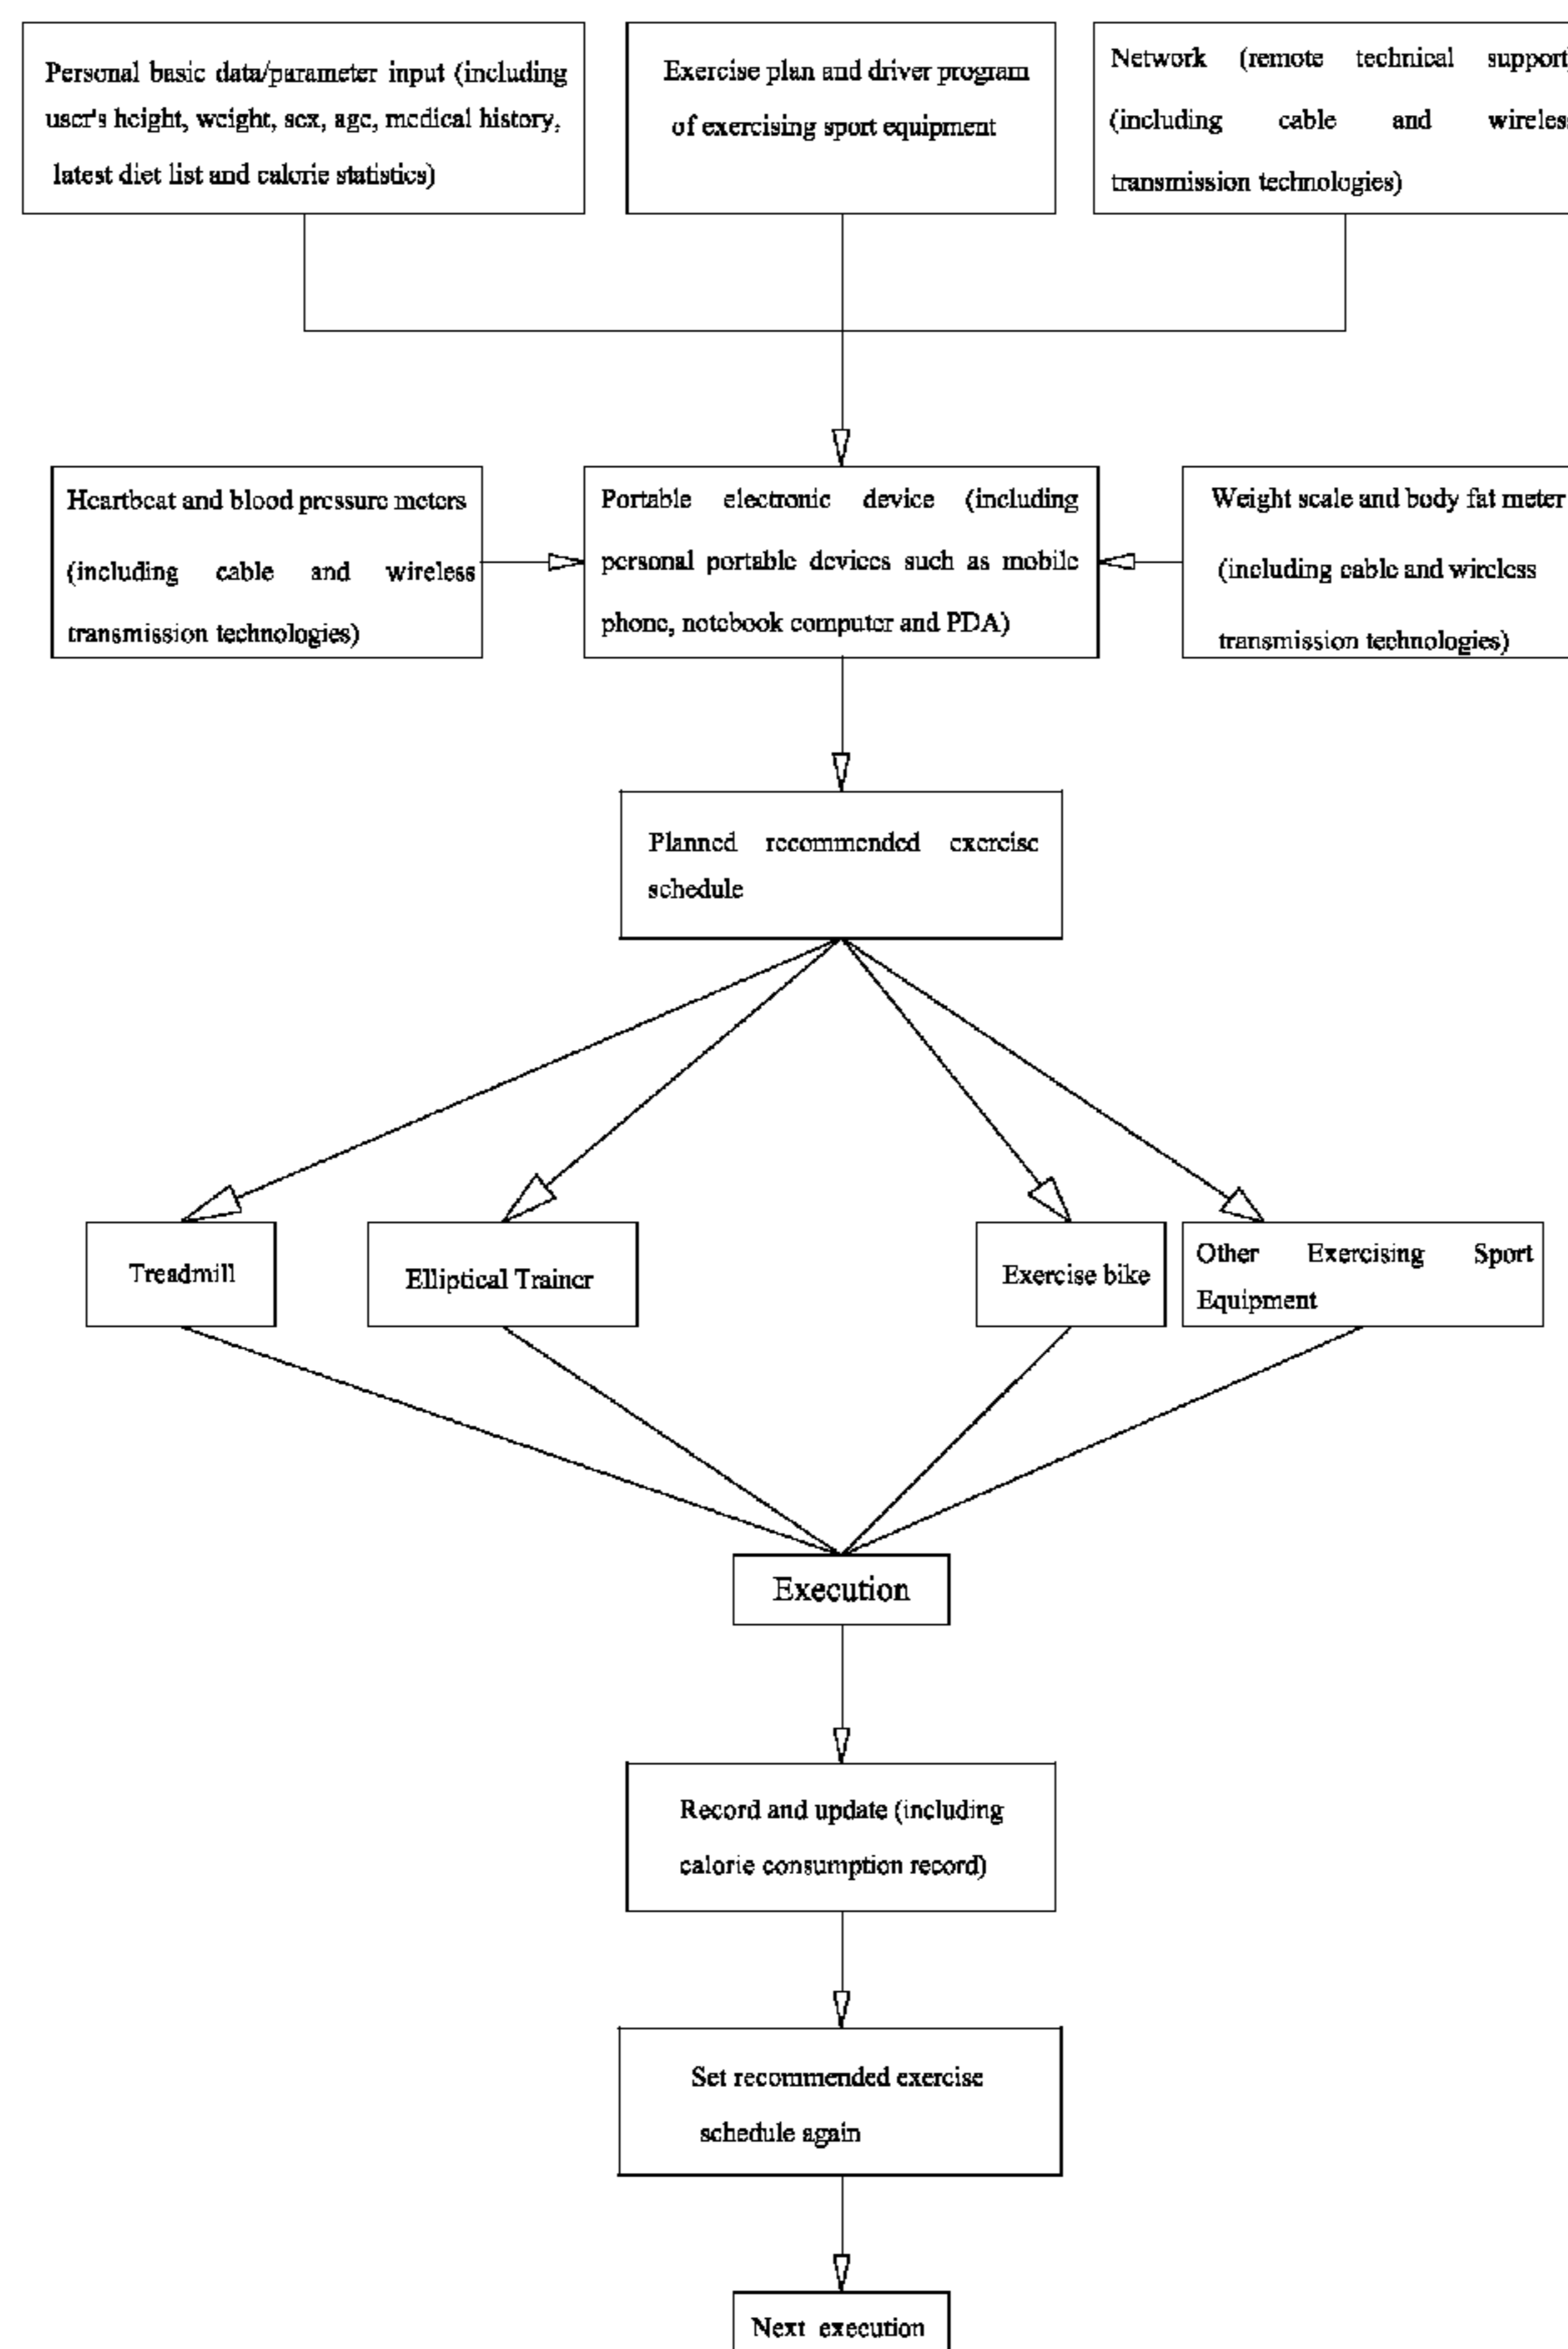 Personal basic data/parameter input (including
user's height, weight, sex, age, medical history,
latest diet list and calorie statistics)
Exercise plan and driver program
of exercising sport equipment
Network (remote technical support
(including cable and wireless
transmission technologies)
Heartbeat and blood pressure meters
(including cable and wireless
transmission technologies)
Portable electronic device (including
personal portable devices such as mobile
phone, notebook computer and PDA)
Weight scale and body fat meter
(including cable and wireless
transmission technologies)
Planned recommended exercise
schedule
Treadmill
Elliptical Trainer
Exercise bike
Other Exercising Sport
Equipment
Execution
Record and update (including
calorie consumption record)
Set recommended exercise
schedule again
Next execution